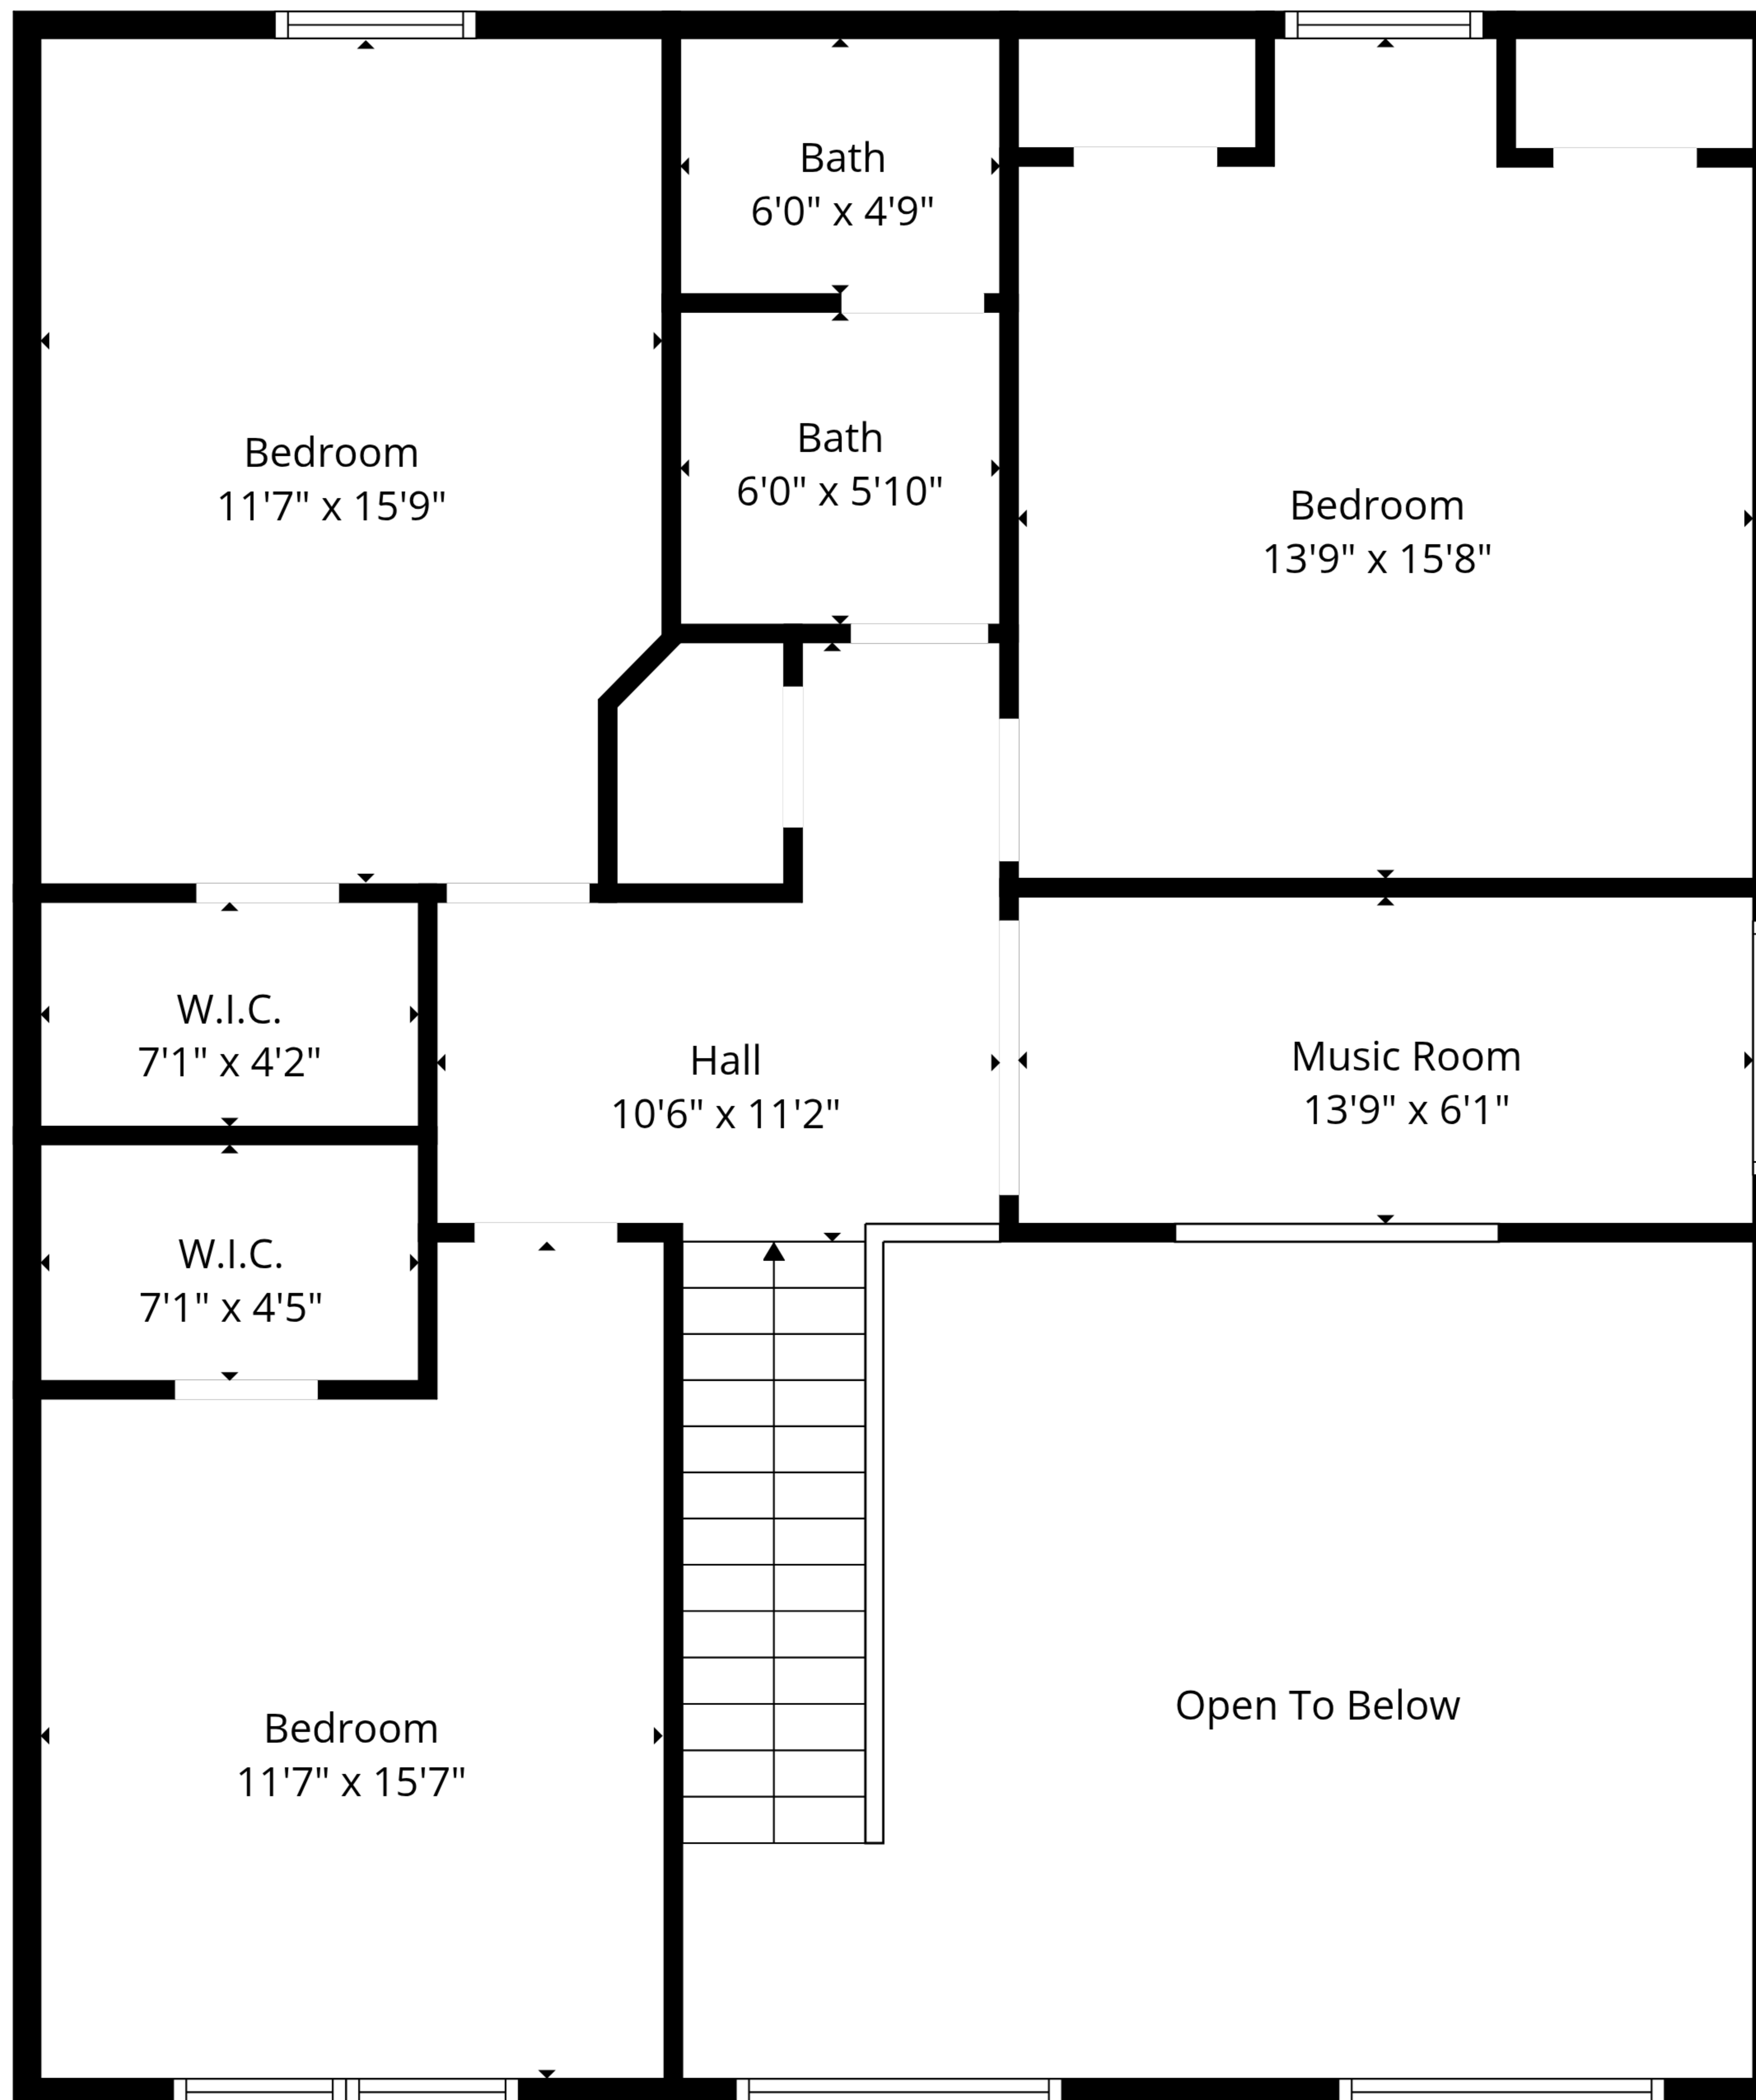 Bath
6'0" x 4'9"
Bath
6'0" x 5'10"
Bedroom
11'7" x 15'9"
Bedroom
13'9" x 15'8"
W.I.C.
7'1" x 4'2"
Hall
10'6" x 11'2"
Music Room
13'9" x 6'1"
W.I.C.
7'1" x 4'5"
Bedroom
11'7" x 15'7"
Open To Below